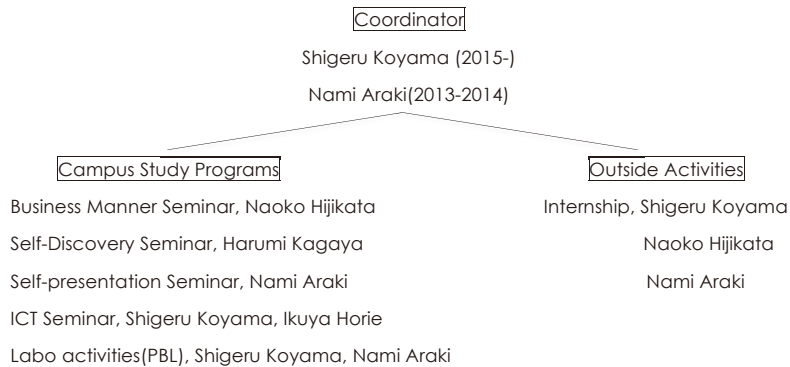 Coordinator
Shigeru Koyama (2015-)
Nami Araki(2013-2014)
Campus Study Programs
Business Manner Seminar, Naoko Hijikata
Self-Discovery Seminar, Harumi Kagaya
Self-presentation Seminar, Nami Araki
ICT Seminar, Shigeru Koyama, Ikuya Horie
Labo activities(PBL), Shigeru Koyama, Nami Araki
Outside Activities
Internship, Shigeru Koyama
Naoko Hijikata
Nami Araki